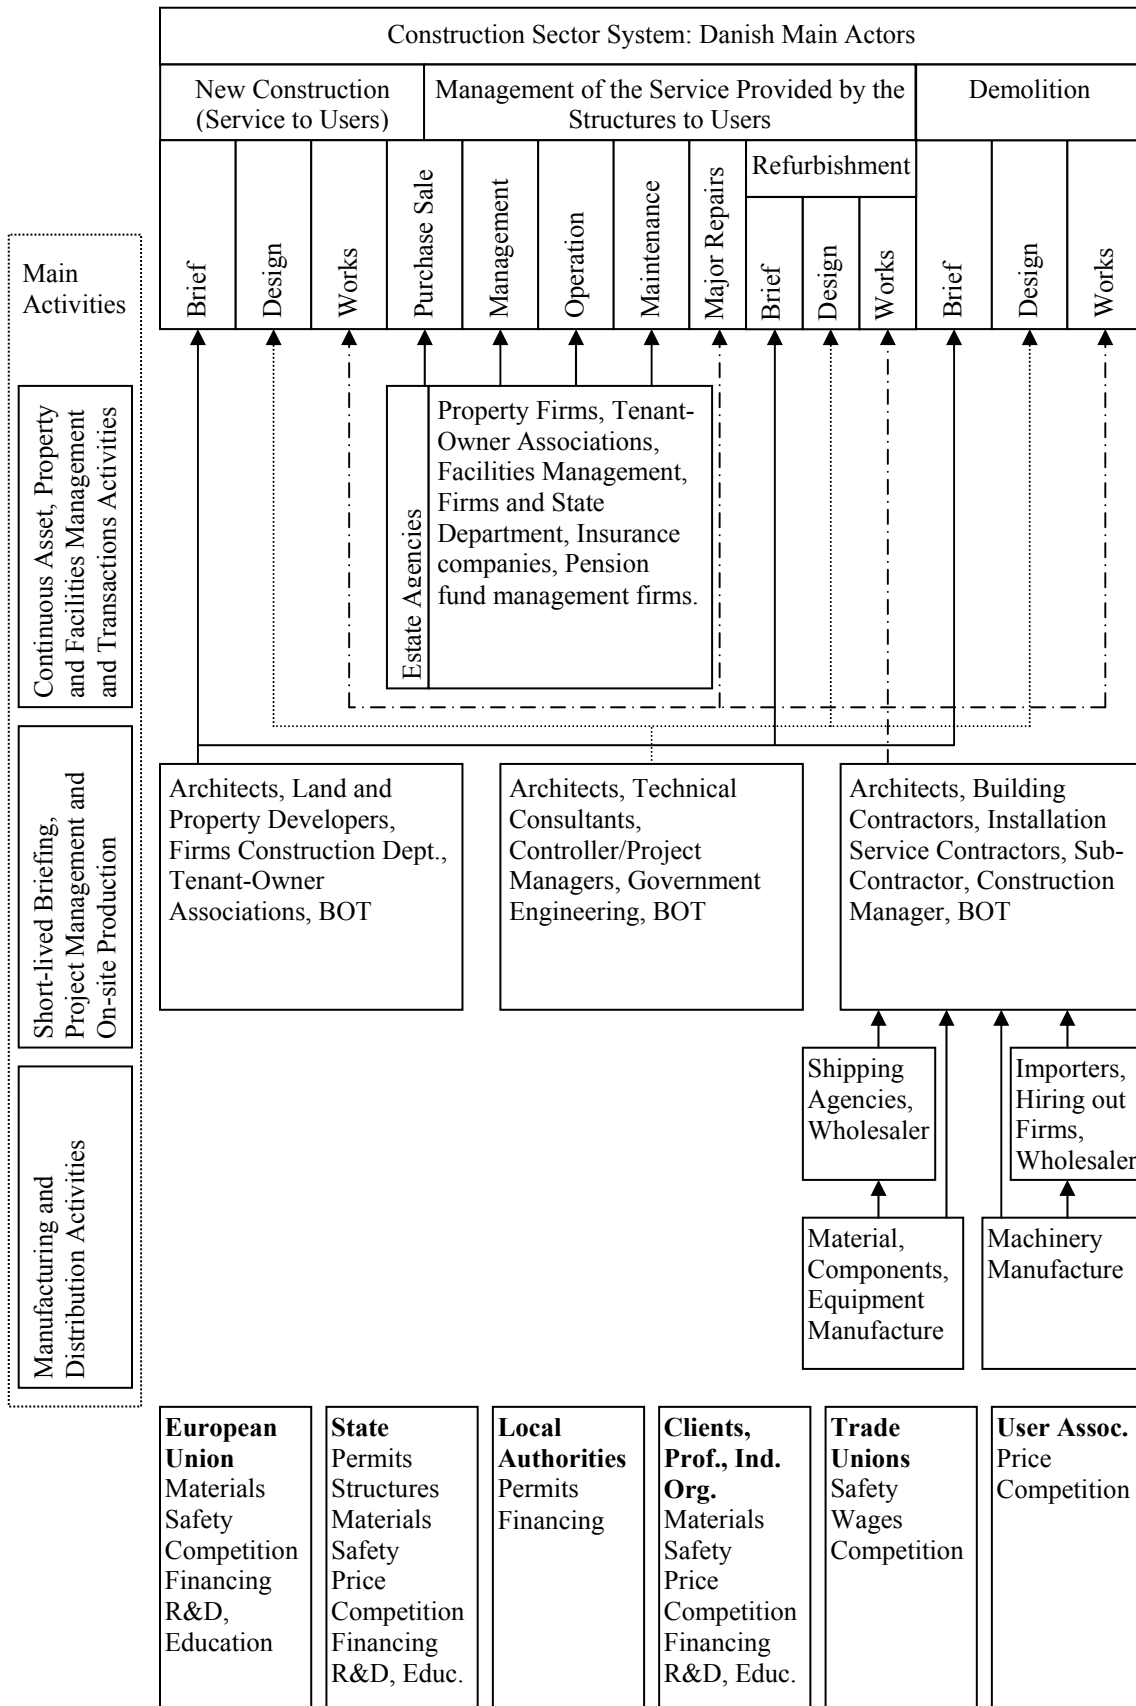 Construction Sector System: Danish Main Actors
New Construction
(Service to Users)
Management of the Service Provided by the
Structures to Users
Demolition
Refurbishment
Brief
Design
Works
Purchase Sale
Management
Operation
Maintenance
Major Repairs
Brief
Design
Works
Brief
Design
Works
Main
Activities
Continuous Asset, Property
and Facilities Management
and Transactions Activities
Estate Agencies
Property Firms, Tenant-
Owner Associations,
Facilities Management,
Firms and State
Department, Insurance
companies, Pension
fund management firms.
Short-lived Briefing,
Project Management and
On-site Production
Architects, Land and
Property Developers,
Firms Construction Dept.,
Tenant-Owner
Associations, BOT
Architects, Technical
Consultants,
Controller/Project
Managers, Government
Engineering, BOT
Architects, Building
Contractors, Installation
Service Contractors, Sub-
Contractor, Construction
Manager, BOT
Manufacturing and
Distribution Activities
Shipping
Agencies,
Wholesaler
Importers,
Hiring out
Firms,
Wholesaler
Material,
Components,
Equipment
Manufacture
Machinery
Manufacture
European
Union
Materials
Safety
Competition
Financing
R&D,
Education
State
Permits
Structures
Materials
Safety
Price
Competition
Financing
R&D, Educ.
Local
Authorities
Permits
Financing
Clients,
Prof., Ind.
Org.
Materials
Safety
Price
Competition
Financing
R&D, Educ.
Trade
Unions
Safety
Wages
Competition
User Assoc.
Price
Competition